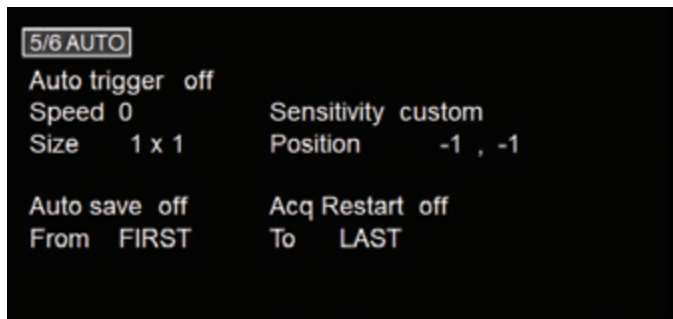 5/6 AUTO
Auto trigger off
Speed 0 Sensitivity custom
Size 1 x 1 Position -1 , -1
Auto save off Acq Restart off
From FIRST To LAST